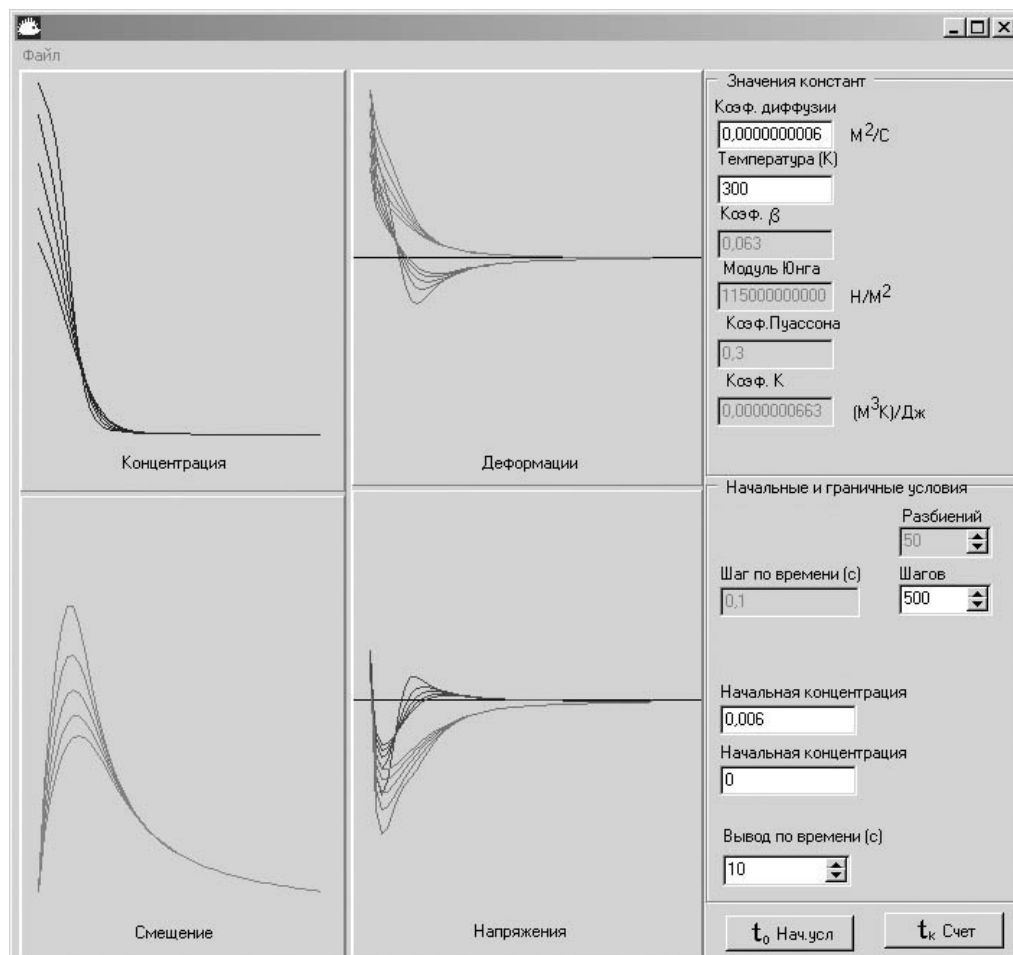 Файл
Концентрация
Деформации
Смещение
Напряжения
Значения констант
Коэф. диффузии
0,0000000006 М²/С
Температура (К)
300
Коэф. β
0,063
Модуль Юнга
115000000000 Н/М²
Коэф.Пуассона
0,3
Коэф. К
0,0000000663 (М³К)/Дж
Начальные и граничные условия
Разбиений
50
Шаг по времени (с) Шагов
0,1 500
Начальная концентрация
0,006
Начальная концентрация
0
Вывод по времени (с)
10
t₀ Нач.усл tₖ Счет